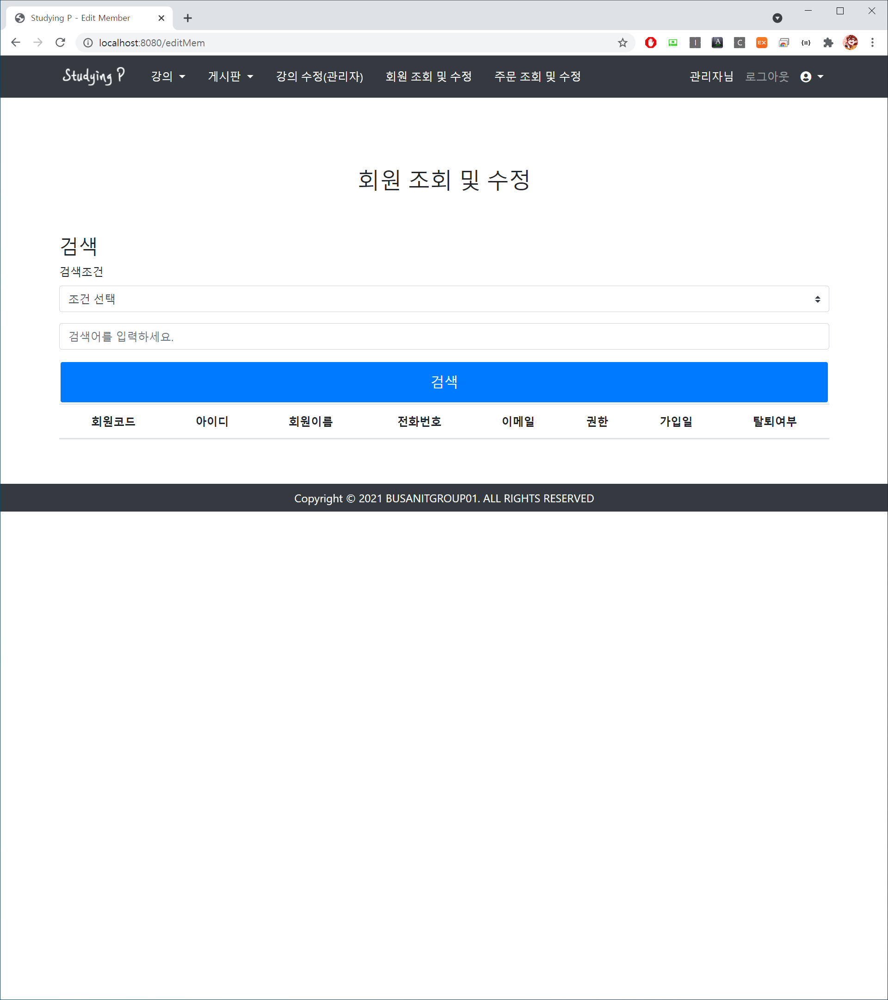 Studying P - Edit Member
localhost:8080/editMem
Studying P 강의 게시판 강의 수정(관리자) 회원 조회 및 수정 주문 조회 및 수정 관리자님 로그아웃
회원 조회 및 수정
검색
검색조건
조건 선택
검색어를 입력하세요.
검색
회원코드 아이디 회원이름 전화번호 이메일 권한 가입일 탈퇴여부
Copyright © 2021 BUSANITGROUP01. ALL RIGHTS RESERVED